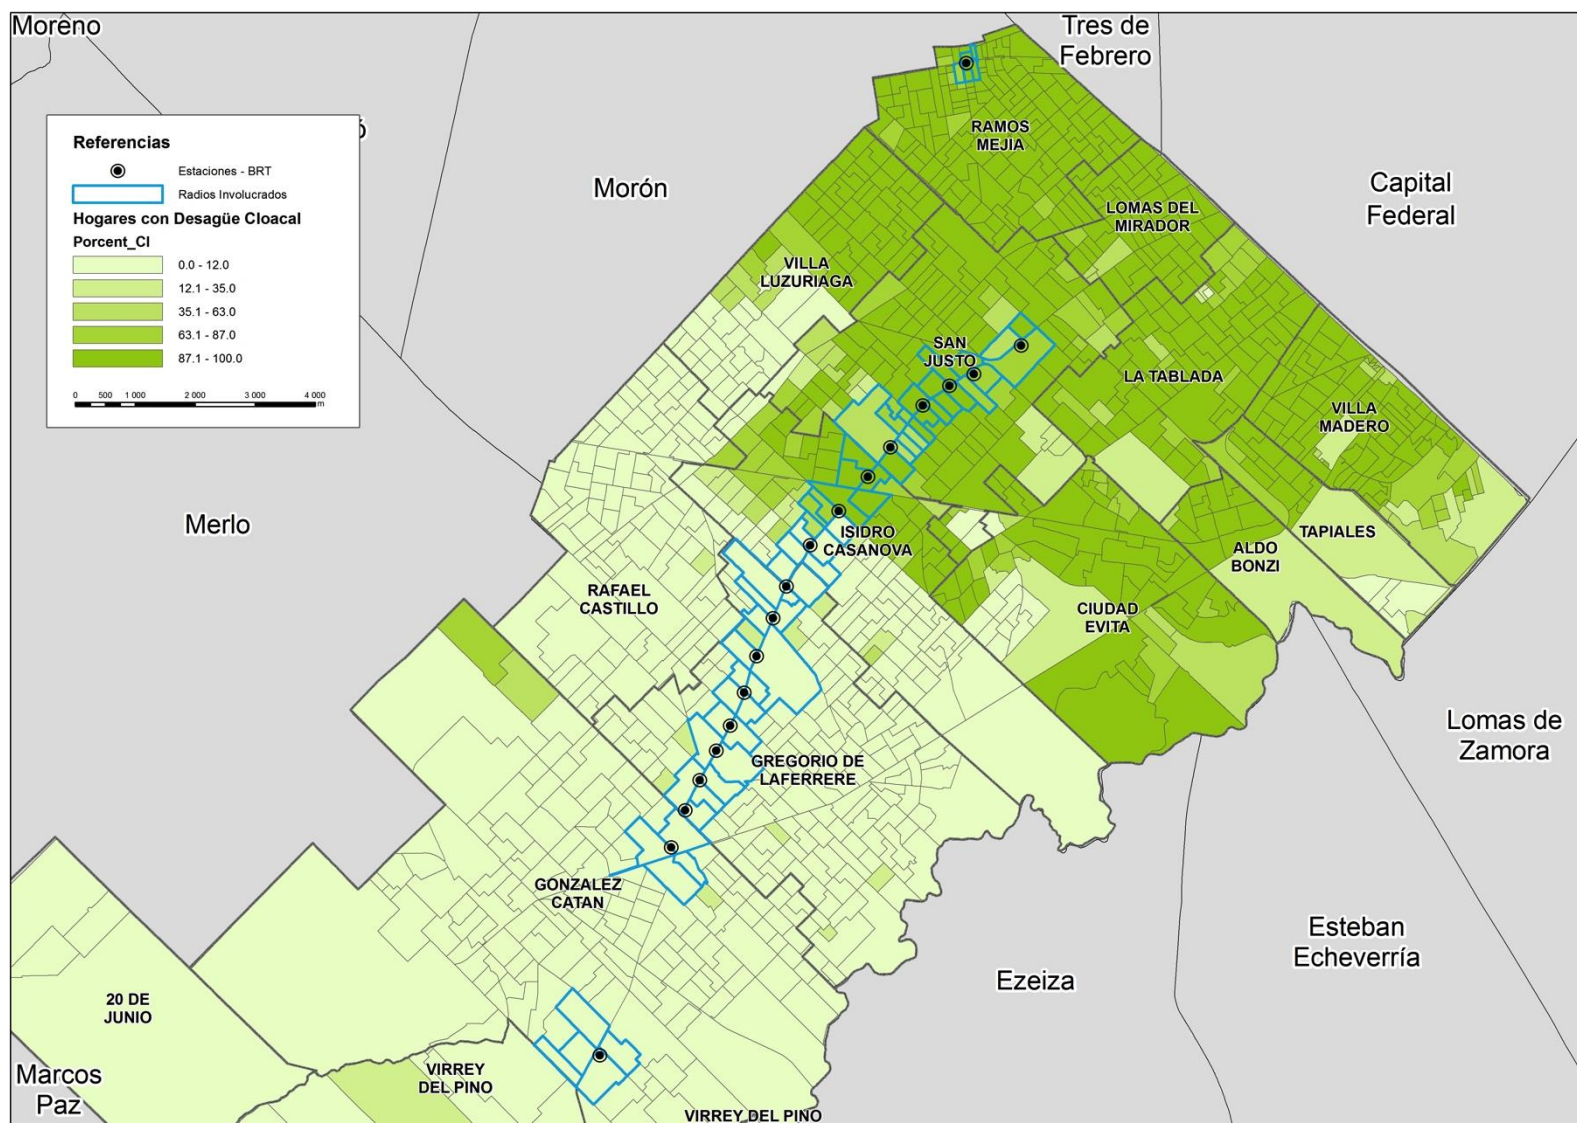 Moreno
Tres de
Febrero
Referencias
Estaciones - BRT
Radios Involucrados
Hogares con Desagüe Cloacal
Porcent_Cl
0.0 - 12.0
12.1 - 35.0
35.1 - 63.0
63.1 - 87.0
87.1 - 100.0
0 500 1 000 2 000 3 000 4 000
m
ó
RAMOS
MEJIA
Morón
Capital
Federal
LOMAS DEL
MIRADOR
VILLA
LUZURIAGA
SAN
JUSTO
LA TABLADA
VILLA
MADERO
Merlo
ISIDRO
CASANOVA
TAPIALES
ALDO
BONZI
RAFAEL
CASTILLO
CIUDAD
EVITA
Lomas de
Zamora
GREGORIO DE
LAFERRERE
GONZALEZ
CATAN
Esteban
Echeverría
Ezeiza
20 DE
JUNIO
Marcos
Paz
VIRREY
DEL PINO
VIRREY DEL PINO